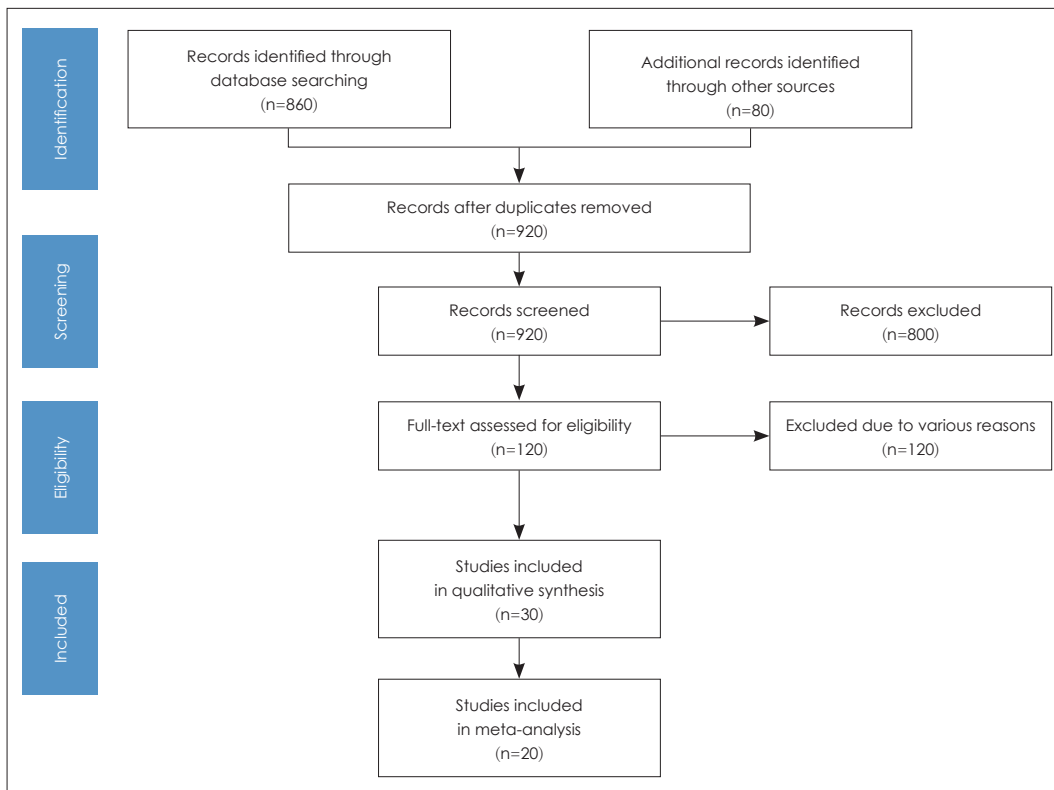 Identification
Records identified through
database searching
(n=860)
Additional records identified
through other sources
(n=80)
Records after duplicates removed
(n=920)
Screening
Records screened
(n=920)
Records excluded
(n=800)
Eligibility
Full-text assessed for eligibility
(n=120)
Excluded due to various reasons
(n=120)
Included
Studies included
in qualitative synthesis
(n=30)
Studies included
in meta-analysis
(n=20)